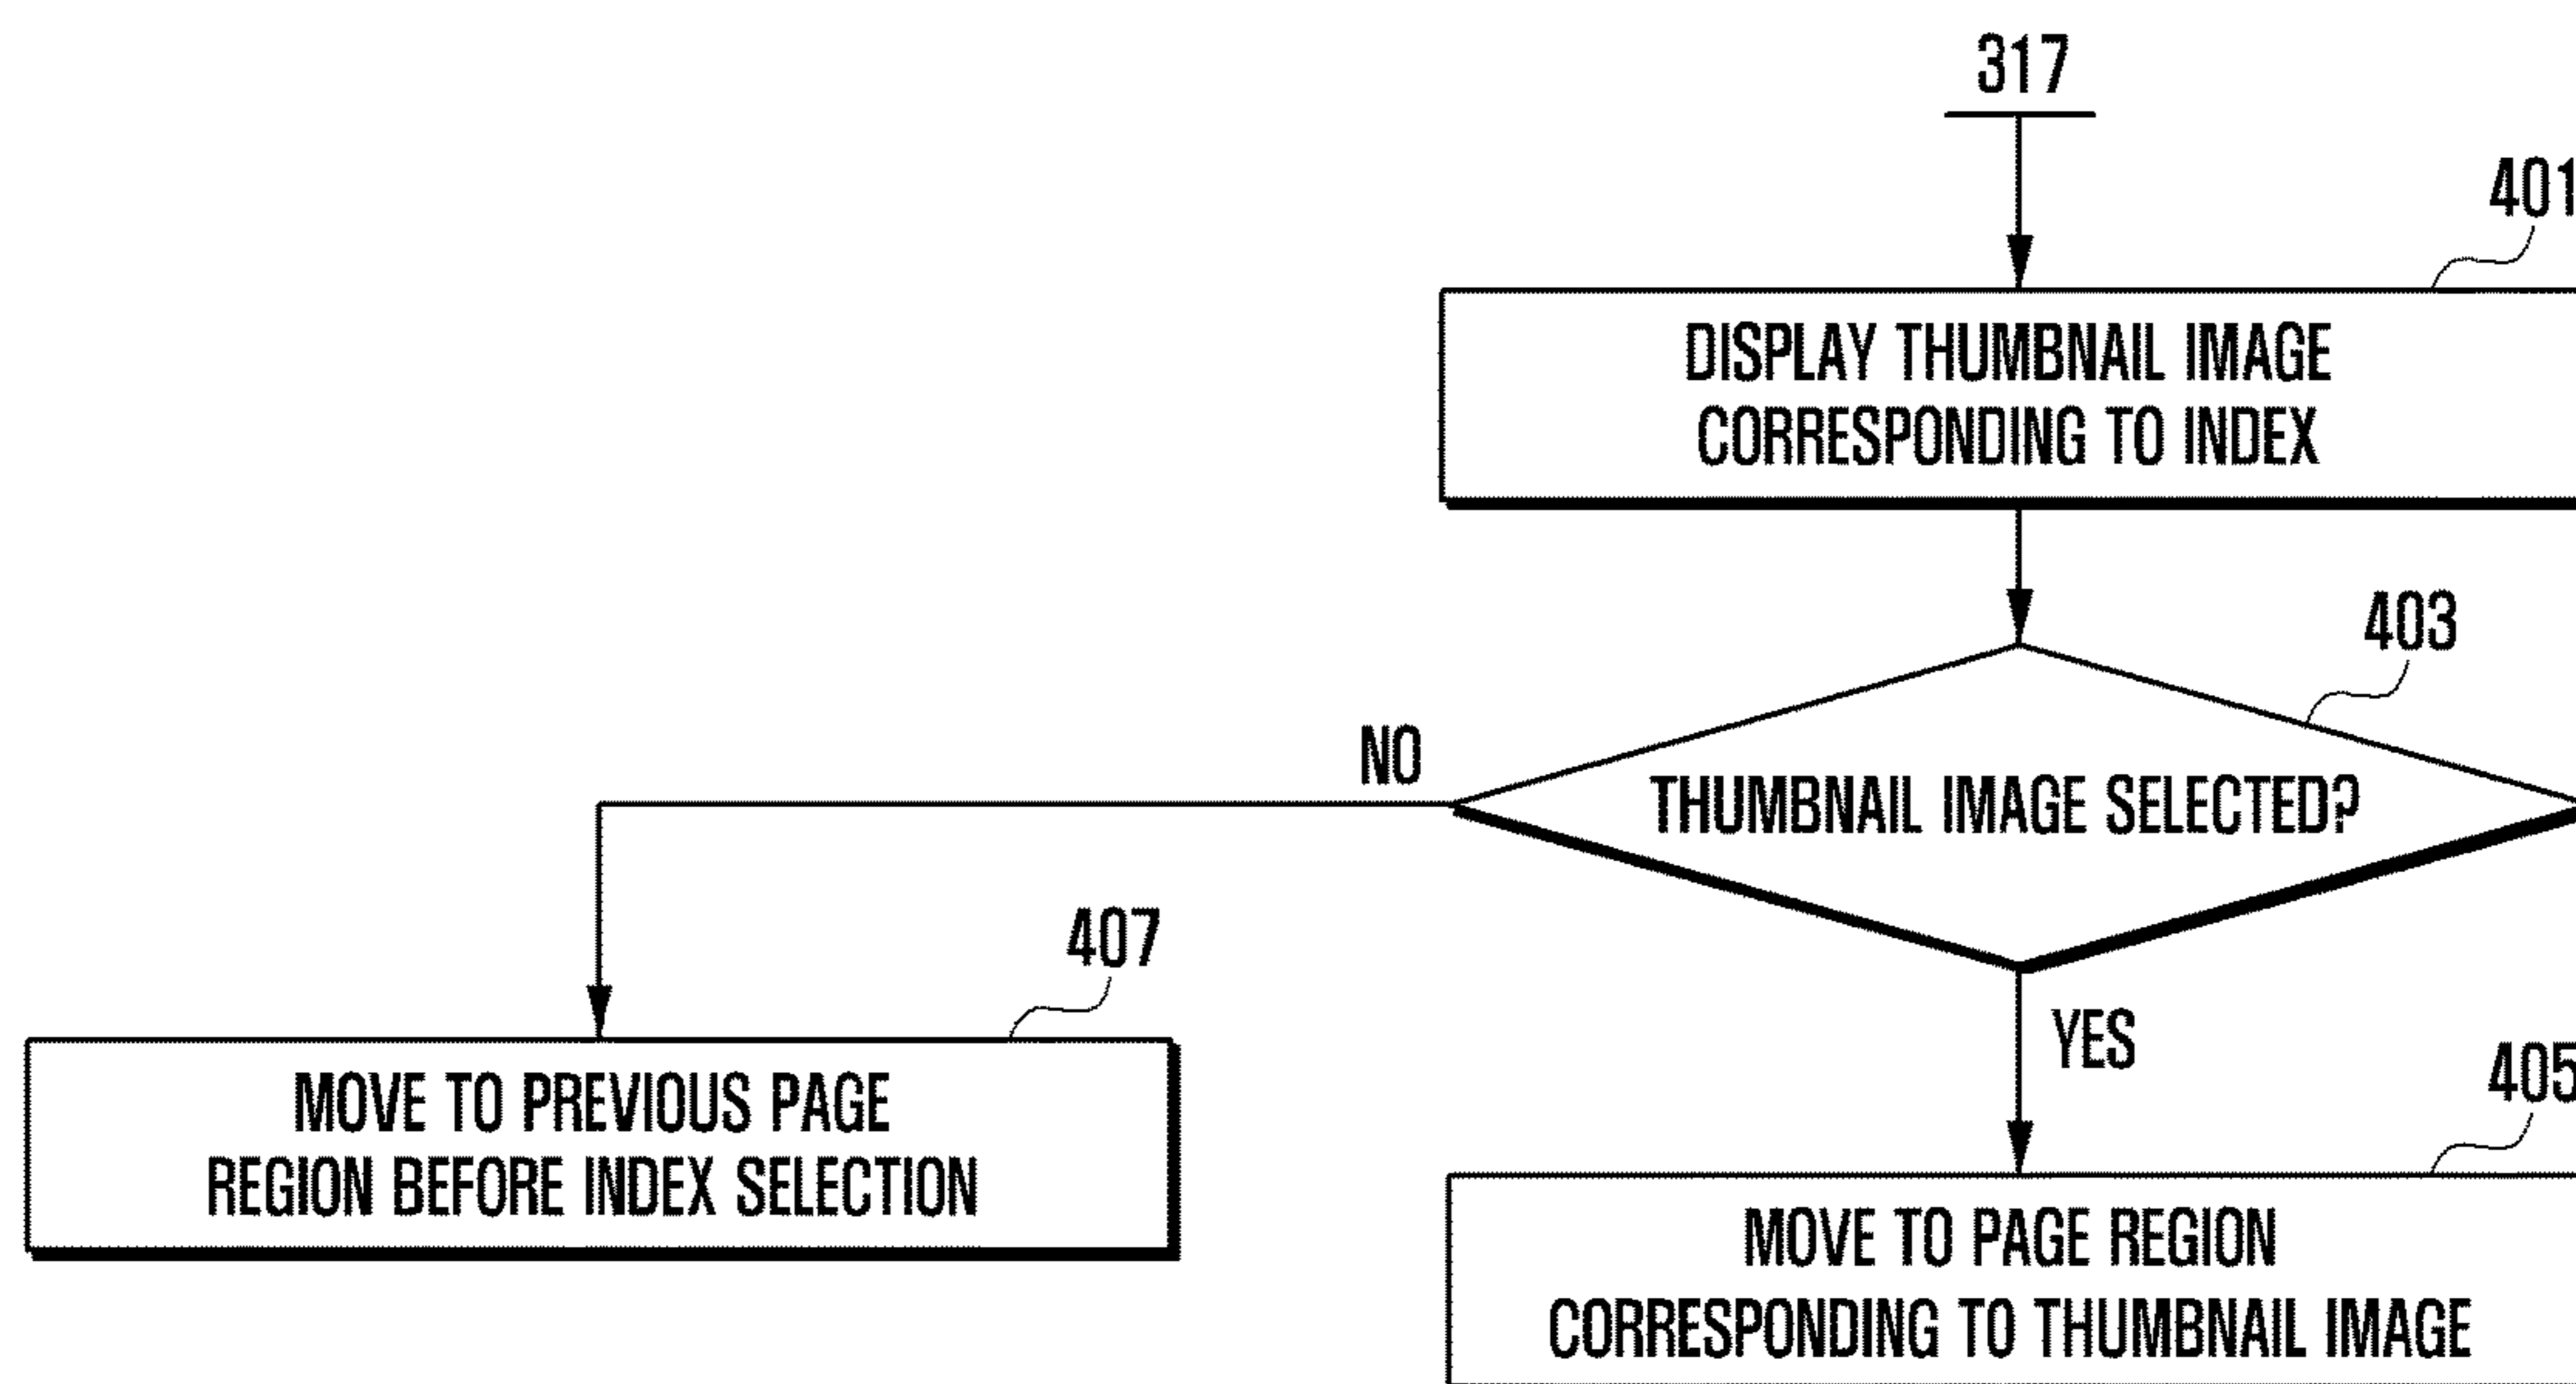 317
401
DISPLAY THUMBNAIL IMAGE
CORRESPONDING TO INDEX
403
NO
THUMBNAIL IMAGE SELECTED?
407
YES
405
MOVE TO PREVIOUS PAGE
REGION BEFORE INDEX SELECTION
MOVE TO PAGE REGION
CORRESPONDING TO THUMBNAIL IMAGE